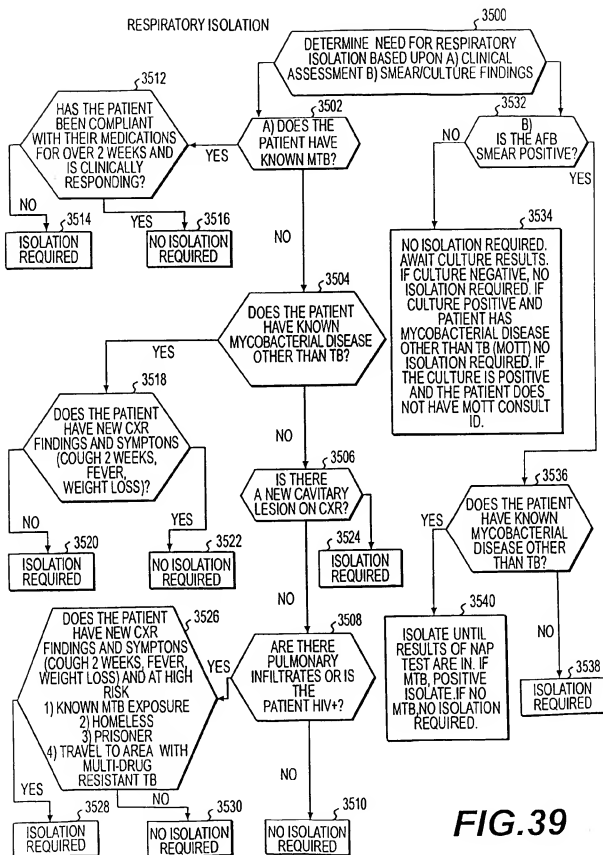 RESPIRATORY ISOLATION
3500
DETERMINE NEED FOR RESPIRATORY
ISOLATION BASED UPON A) CLINICAL
ASSESSMENT B) SMEAR/CULTURE FINDINGS
3512
HAS THE PATIENT
BEEN COMPLIANT
WITH THEIR MEDICATIONS
FOR OVER 2 WEEKS AND
IS CLINICALLY
RESPONDING?
3502
A) DOES THE
PATIENT HAVE
KNOWN MTB?
YES
3532
B)
IS THE AFB
SMEAR POSITIVE?
NO
YES
NO
3514
ISOLATION
REQUIRED
YES
3516
NO ISOLATION
REQUIRED
NO
3534
NO ISOLATION REQUIRED.
AWAIT CULTURE RESULTS.
IF CULTURE NEGATIVE, NO
ISOLATION REQUIRED. IF
CULTURE POSITIVE AND
PATIENT HAS
MYCOBACTERIAL DISEASE
OTHER THAN TB (MOTT) NO
ISOLATION REQUIRED. IF
THE CULTURE IS POSITIVE
AND THE PATIENT DOES
NOT HAVE MOTT CONSULT
ID.
3504
DOES THE PATIENT
HAVE KNOWN
MYCOBACTERIAL DISEASE
OTHER THAN TB?
YES
3518
DOES THE PATIENT
HAVE NEW CXR
FINDINGS AND SYMPTONS
(COUGH 2 WEEKS,
FEVER,
WEIGHT LOSS)?
NO
3506
IS THERE
A NEW CAVITARY
LESION ON CXR?
3536
DOES THE PATIENT
HAVE KNOWN
MYCOBACTERIAL
DISEASE OTHER
THAN TB?
YES
NO
3520
ISOLATION
REQUIRED
YES
3522
NO ISOLATION
REQUIRED
3524
ISOLATION
REQUIRED
NO
3540
ISOLATE UNTIL
RESULTS OF NAP
TEST ARE IN. IF
MTB, POSITIVE
ISOLATE.IF NO
MTB,NO ISOLATION
REQUIRED.
NO
3538
ISOLATION
REQUIRED
3526
DOES THE PATIENT
HAVE NEW CXR
FINDINGS AND SYMPTONS
(COUGH 2 WEEKS, FEVER,
WEIGHT LOSS) AND AT HIGH
RISK
1) KNOWN MTB EXPOSURE
2) HOMELESS
3) PRISONER
4) TRAVEL TO AREA WITH
MULTI-DRUG
RESISTANT TB
YES
3508
ARE THERE
PULMONARY
INFILTRATES OR IS
THE
PATIENT HIV+?
YES
3528
ISOLATION
REQUIRED
NO
3530
NO ISOLATION
REQUIRED
NO
3510
NO ISOLATION
REQUIRED
FIG.39